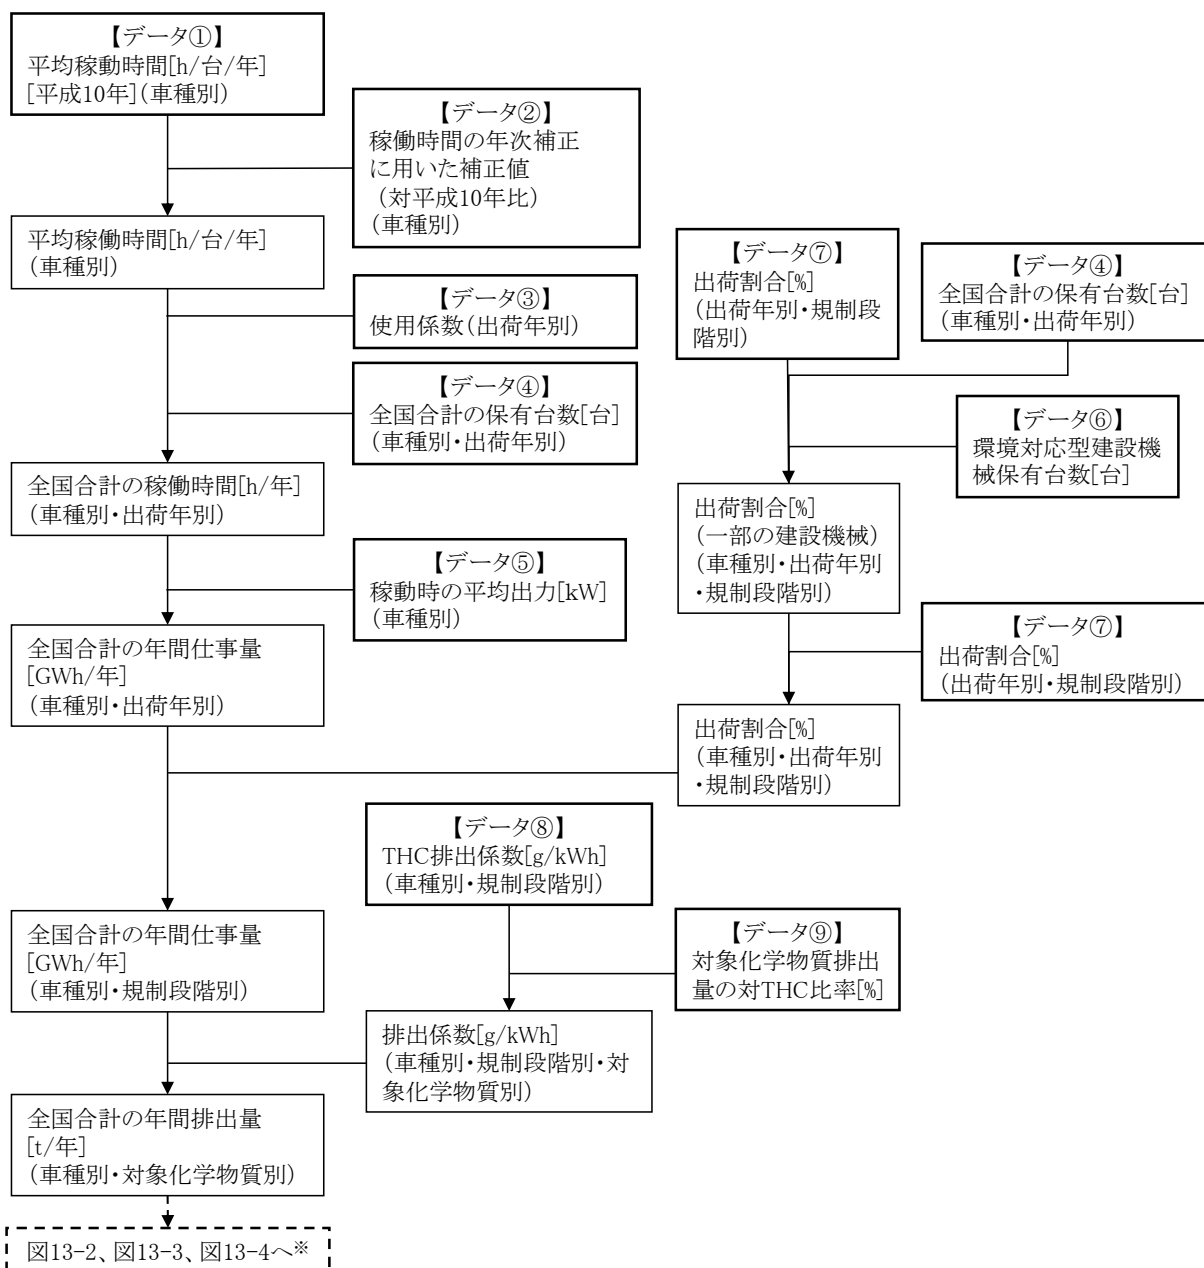 【データ①】
平均稼動時間[h/台/年]
[平成10年](車種別)
【データ②】
稼働時間の年次補正
に用いた補正値
(対平成10年比)
(車種別)
平均稼働時間[h/台/年]
(車種別)
【データ③】
使用係数(出荷年別)
【データ④】
全国合計の保有台数[台]
(車種別・出荷年別)
全国合計の稼働時間[h/年]
(車種別・出荷年別)
【データ⑤】
稼動時の平均出力[kW]
(車種別)
全国合計の年間仕事量
[GWh/年]
(車種別・出荷年別)
【データ⑦】
出荷割合[%]
(出荷年別・規制段
階別)
【データ④】
全国合計の保有台数[台]
(車種別・出荷年別)
【データ⑥】
環境対応型建設機
械保有台数[台]
出荷割合[%]
(一部の建設機械)
(車種別・出荷年別
・規制段階別)
【データ⑦】
出荷割合[%]
(出荷年別・規制段階別)
出荷割合[%]
(車種別・出荷年別
・規制段階別)
【データ⑧】
THC排出係数[g/kWh]
(車種別・規制段階別)
【データ⑨】
対象化学物質排出
量の対THC比率[%]
全国合計の年間仕事量
[GWh/年]
(車種別・規制段階別)
排出係数[g/kWh]
(車種別・規制段階別・対
象化学物質別)
全国合計の年間排出量
[t/年]
(車種別・対象化学物質別)
図13-2、図13-3、図13-4へ※